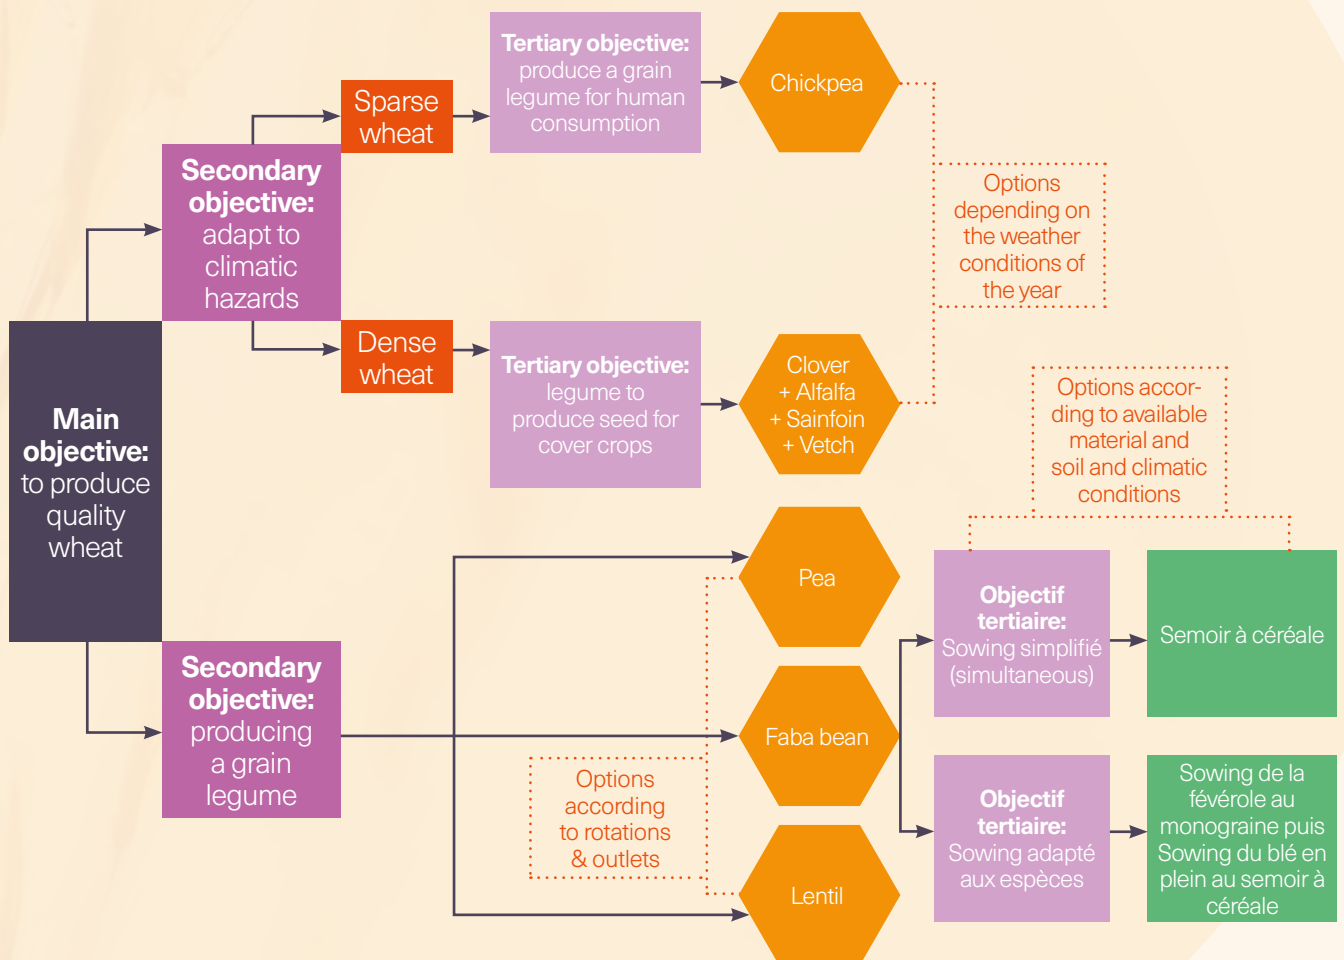 Main
objective:
to produce
quality
wheat
Secondary
objective:
adapt to
climatic
hazards
Sparse
wheat
Tertiary objective:
produce a grain
legume for human
consumption
Chickpea
Dense
wheat
Tertiary objective:
legume to
produce seed for
cover crops
Clover
+ Alfalfa
+ Sainfoin
+ Vetch
Options
depending on
the weather
conditions of
the year
Secondary
objective:
producing
a grain
legume
Pea
Faba bean
Lentil
Options
according
to rotations
& outlets
Options accor-
ding to available
material and
soil and climatic
conditions
Objectif
tertiaire:
Sowing simplifié
(simultaneous)
Semoir à céréale
Objectif
tertiaire:
Sowing adapté
aux espèces
Sowing de la
févérole au
monograine puis
Sowing du blé en
plein au semoir à
céréale